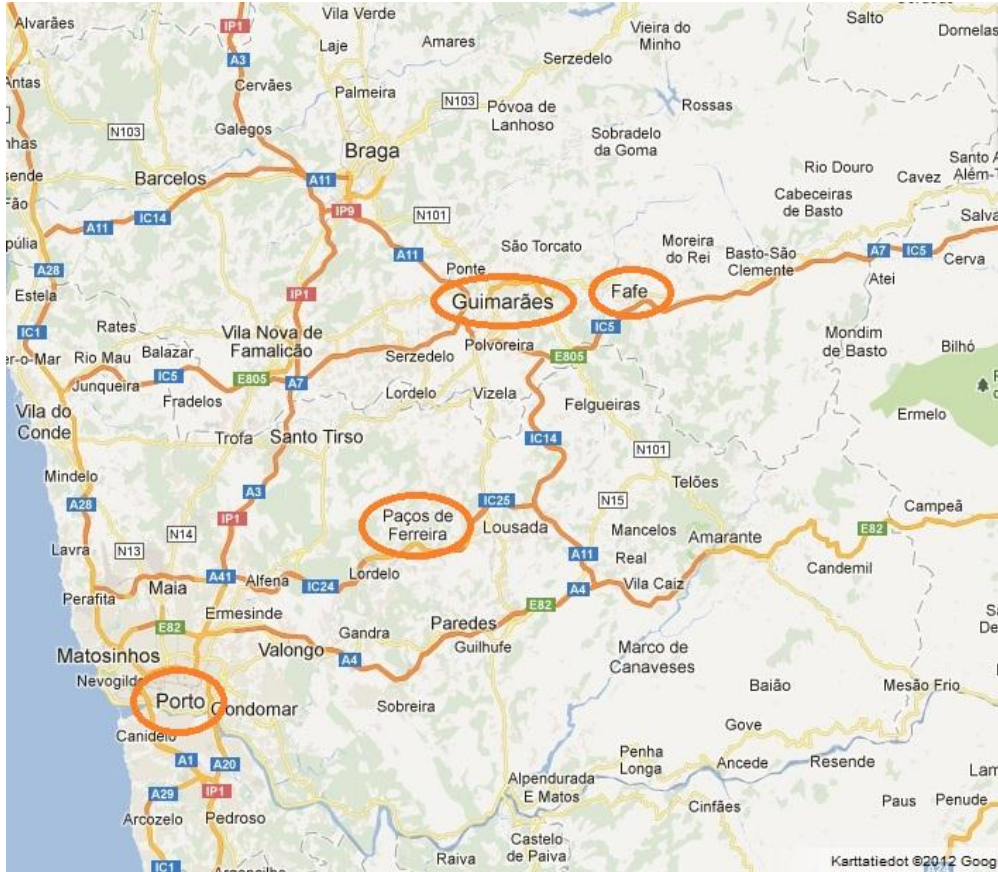 Vila Verde
Vieira do
Minho
Salto
Dornelas
Alvarães
IP1
Laje
Amares
Serzedelo
A3
Antas
Cervães
Palmeira
N103
Póvoa de
Lanhoso
Rossas
N103
Galegos
Sobradelo
da Goma
Braga
Barcelos
A11
Rio Douro
Cavez
Cabeceiras
de Basto
IP9
N101
A11
IC14
A11
São Torcato
Moreira
do Rei
Basto-São
Clemente
A7
IC5
Cerva
Atei
A28
Estela
Ponte
IP1
Guimarães
Fafe
IC1
Rates
Vila Nova de
Famalicão
IC5
Mondim
de Basto
Bilhó
Rio Mau
Balazar
Serzedelo
Polvoreira
E805
Junqueira
IC5
E805
A7
Fradelos
Lordelo
Vizela
Felgueiras
Ermelo
Vila do
Conde
Trofa
Santo Tirso
IC14
N101
Mindelo
Telões
A28
A3
IC25
N15
Campeã
IP1
Paços de
Ferreira
Lousada
Mancelos
Amarante
E82
N14
Lavra
N13
A11
Real
Candemil
Maia
A41
Alfena
IC24
Lordelo
A4
Vila Caiz
Perafita
Ermesinde
E82
E82
Gandra
Paredes
Matosinhos
Valongo
A4
Guilhufe
Marco de
Canaveses
Baião
Mesão Frio
Porto
Condomar
Sobreira
Canidelo
Gove
A1
A20
Penha
Longa
Ancede
Resende
A29
IP1
Alpendurada
E Matos
Cinfães
Paus
Penude
Arcozelo
Pedroso
Castelo
de Paiva
Raiva
IC1
Karttatiedot ©2012 Goog